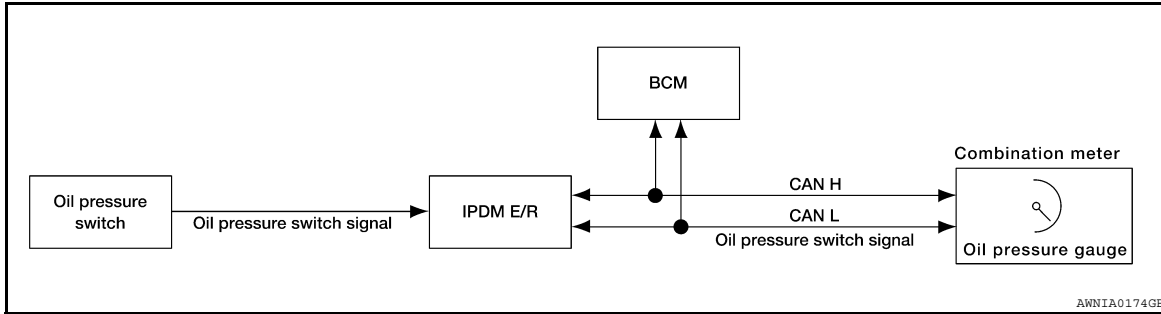 BCM
Combination meter
Oil pressure
switch
Oil pressure switch signal
IPDM E/R
CAN H
CAN L
Oil pressure switch signal
Oil pressure gauge
AWNIA0174GB